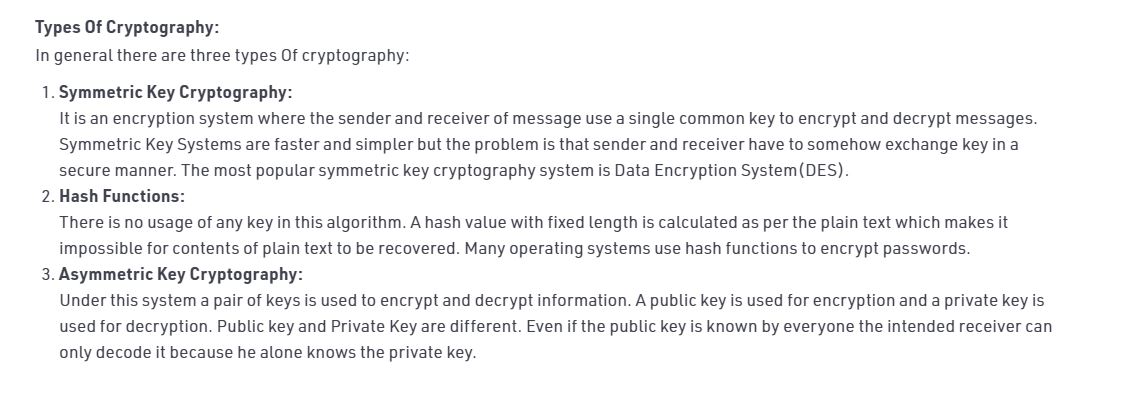 Types Of Cryptography:
In general there are three types Of cryptography:
1. Symmetric Key Cryptography:
It is an encryption system where the sender and receiver of message use a single common key to encrypt and decrypt messages.
Symmetric Key Systems are faster and simpler but the problem is that sender and receiver have to somehow exchange key in a
secure manner. The most popular symmetric key cryptography system is Data Encryption System(DES).
2. Hash Functions:
There is no usage of any key in this algorithm. A hash value with fixed length is calculated as per the plain text which makes it
impossible for contents of plain text to be recovered. Many operating systems use hash functions to encrypt passwords.
3. Asymmetric Key Cryptography:
Under this system a pair of keys is used to encrypt and decrypt information. A public key is used for encryption and a private key is
used for decryption. Public key and Private Key are different. Even if the public key is known by everyone the intended receiver can
only decode it because he alone knows the private key.